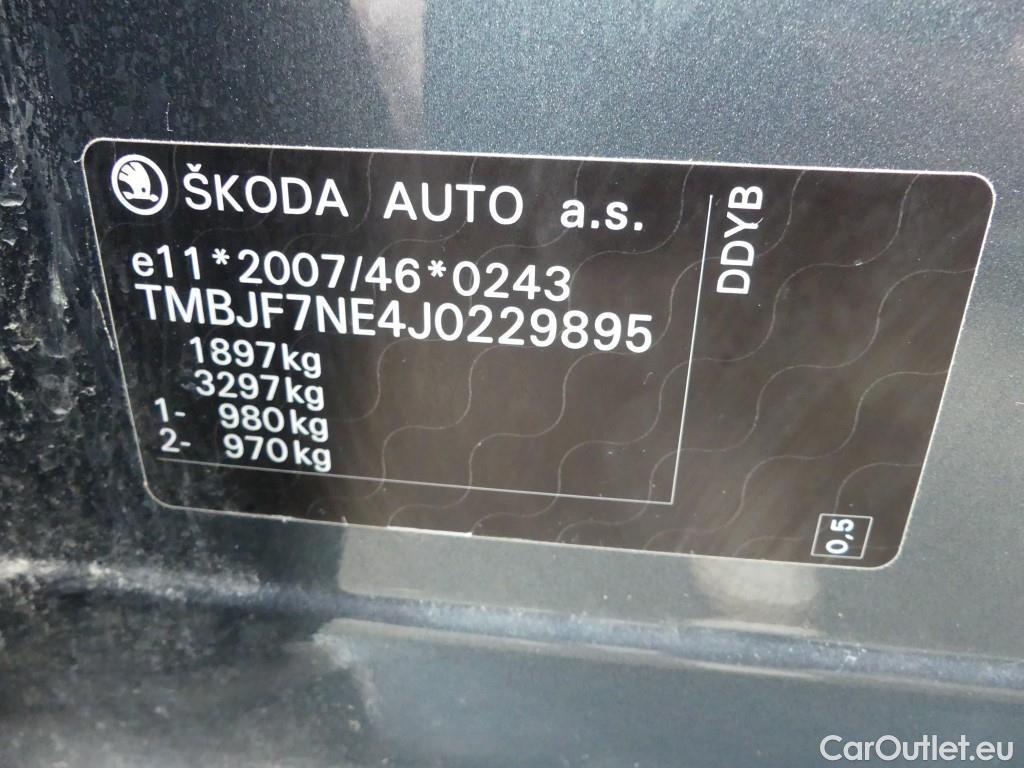 ŠKODA AUTO a.s.
e11*2007/46*0243
TMBJF7NE4J0229895
1897kg
3297kg
1- 980kg
2- 970kg
DDYB
0,5
CarOutlet.eu